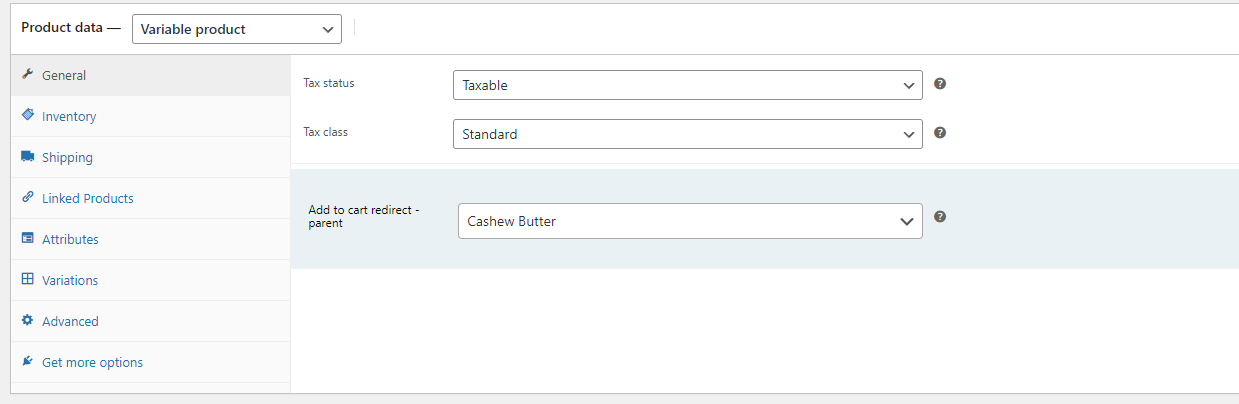 Product data —
Variable product
General
Inventory
Shipping
Linked Products
Attributes
Variations
Advanced
Get more options
Tax status
Taxable
?
Tax class
Standard
?
Add to cart redirect -
parent
Cashew Butter
?